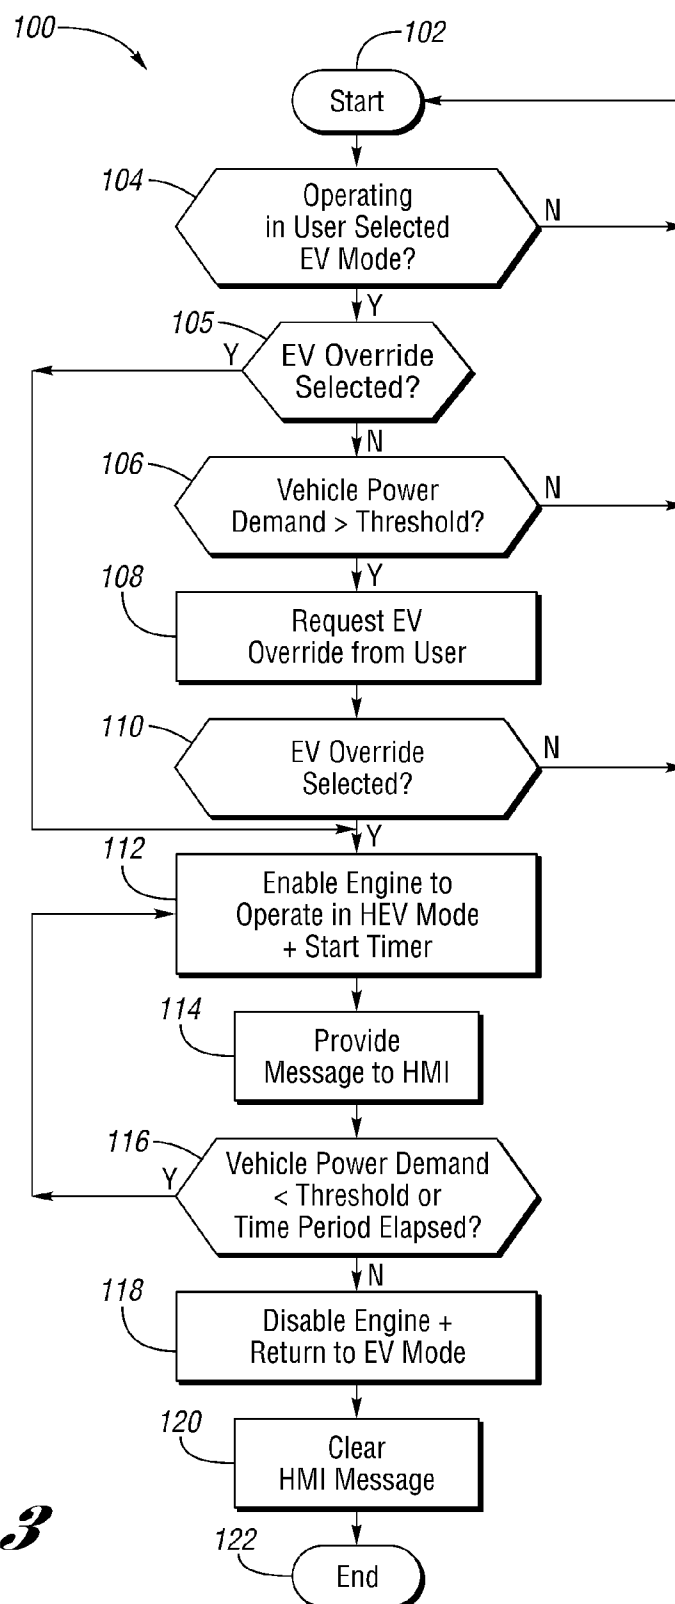 100
102
Start
104
Operating
in User Selected
EV Mode?
N
Y
105
Y
EV Override
Selected?
N
106
Vehicle Power
Demand > Threshold?
N
Y
108
Request EV
Override from User
110
EV Override
Selected?
N
Y
112
Enable Engine to
Operate in HEV Mode
+ Start Timer
114
Provide
Message to HMI
116
Y
Vehicle Power Demand
< Threshold or
Time Period Elapsed?
N
118
Disable Engine +
Return to EV Mode
120
Clear
HMI Message
3
122
End